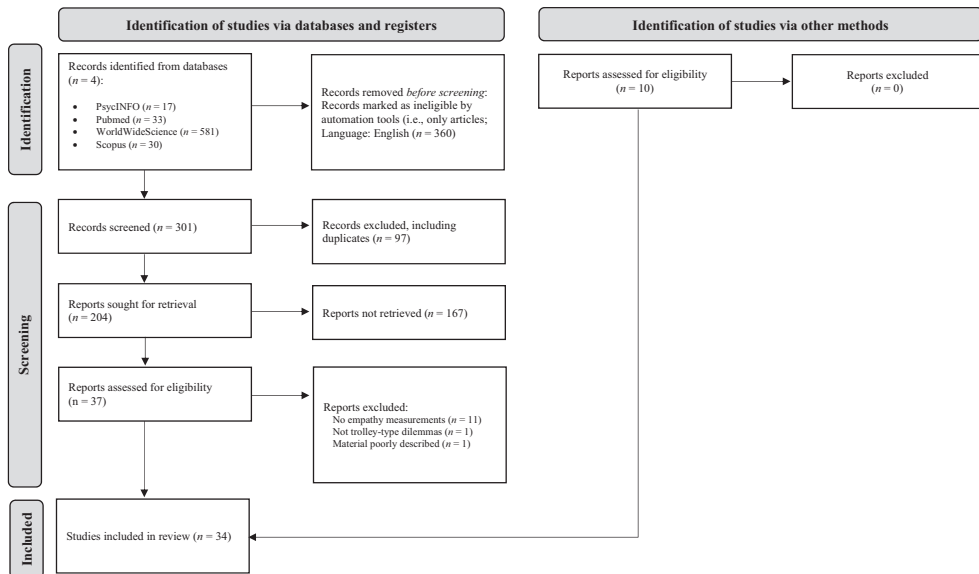 Identification of studies via databases and registers
Identification of studies via other methods
Identification
Records identified from databases
(n = 4):
• PsycINFO (n = 17)
• Pubmed (n = 33)
• WorldWideScience (n = 581)
• Scopus (n = 30)
Records removed before screening:
Records marked as ineligible by
automation tools (i.e., only articles;
Language: English (n = 360)
Reports assessed for eligibility
(n = 10)
Reports excluded
(n = 0)
Screening
Records screened (n = 301)
Records excluded, including
duplicates (n = 97)
Reports sought for retrieval
(n = 204)
Reports not retrieved (n = 167)
Reports assessed for eligibility
(n = 37)
Reports excluded:
No empathy measurements (n = 11)
Not trolley-type dilemmas (n = 1)
Material poorly described (n = 1)
Included
Studies included in review (n = 34)